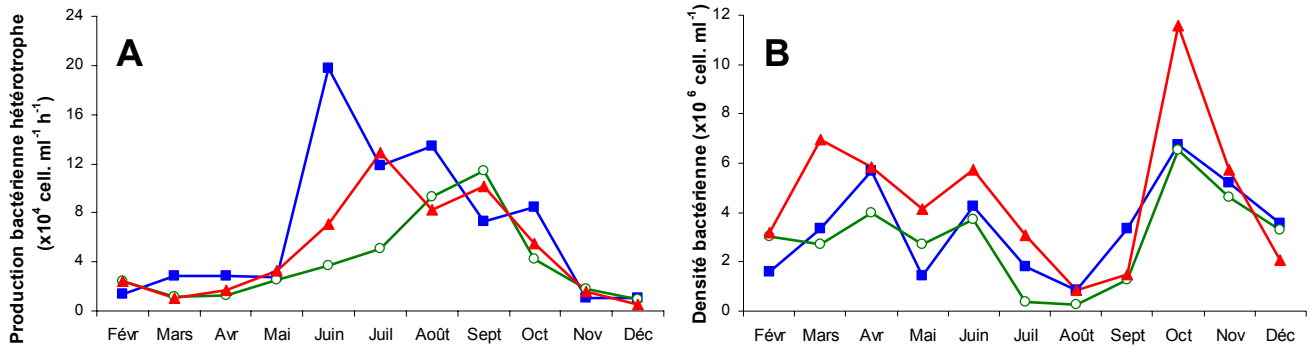 Production bactérienne hétérotrophe
(x10⁴ cell. ml⁻¹ h⁻¹)
24
20
16
12
8
4
0
A
Févr Mars Avr Mai Juin Juil Août Sept Oct Nov Déc
Densité bactérienne (x10 ⁶ cell. ml⁻¹)
12
10
8
6
4
2
0
B
Févr Mars Avr Mai Juin Juil Août Sept Oct Nov Déc